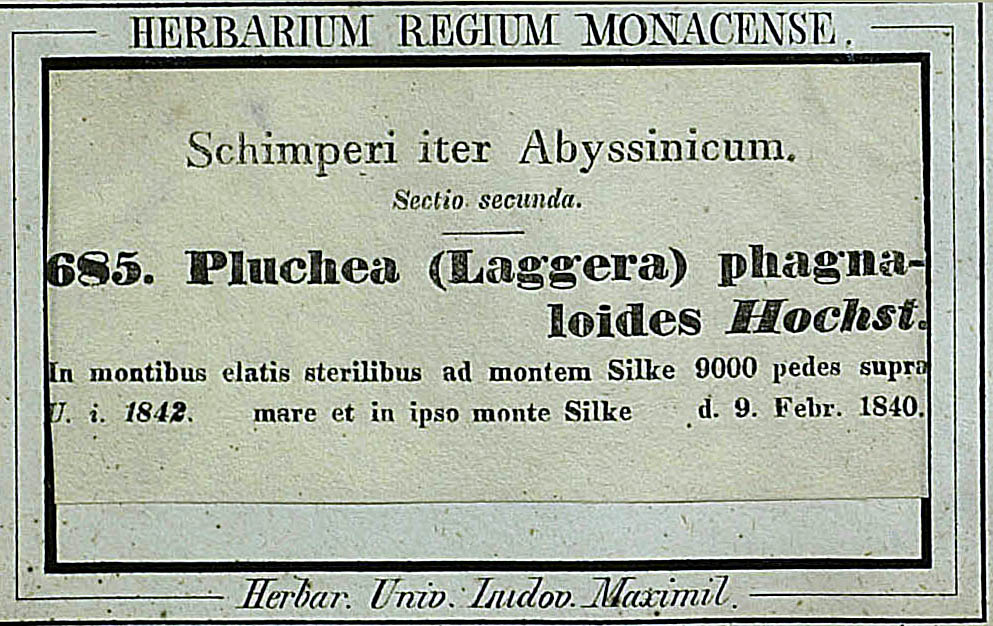 HERBARIUM REGIUM MONACENSE.
Schimperi iter Abyssinicum.
Sectio secunda.
685. Pluchea (Laggera) phagna-
loides Hochst.
In montibus elatis sterilibus ad montem Silke 9000 pedes supra
U. i. 1842. mare et in ipso monte Silke d. 9. Febr. 1840.
Herbar. Univ. Ludov. Maximil.